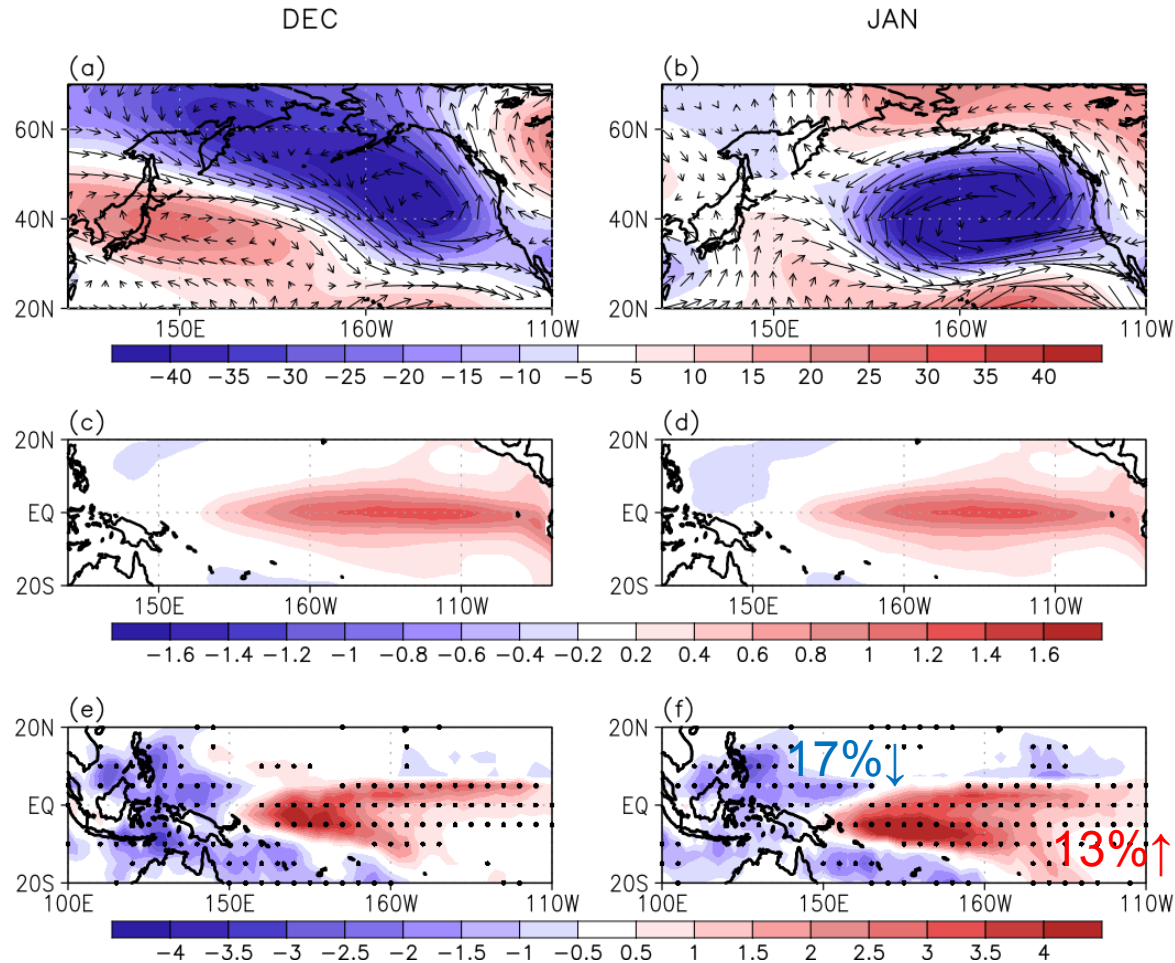 DEC JAN
(a) (b)
60N 60N
40N 40N
20N 20N
150E 160W 110W 150E 160W 110W
−40 −35 −30 −25 −20 −15 −10 −5 5 10 15 20 25 30 35 40
(c) (d)
20N 20N
EQ EQ
20S 20S
150E 160W 110W 150E 160W 110W
−1.6 −1.4 −1.2 −1 −0.8 −0.6 −0.4 −0.2 0.2 0.4 0.6 0.8 1 1.2 1.4 1.6
(e) (f)
20N 20N
17%↓
EQ EQ
13%↑
20S 20S
100E 150E 160W 110W 100E 150E 160W 110W
−4 −3.5 −3 −2.5 −2 −1.5 −1 −0.5 0.5 1 1.5 2 2.5 3 3.5 4